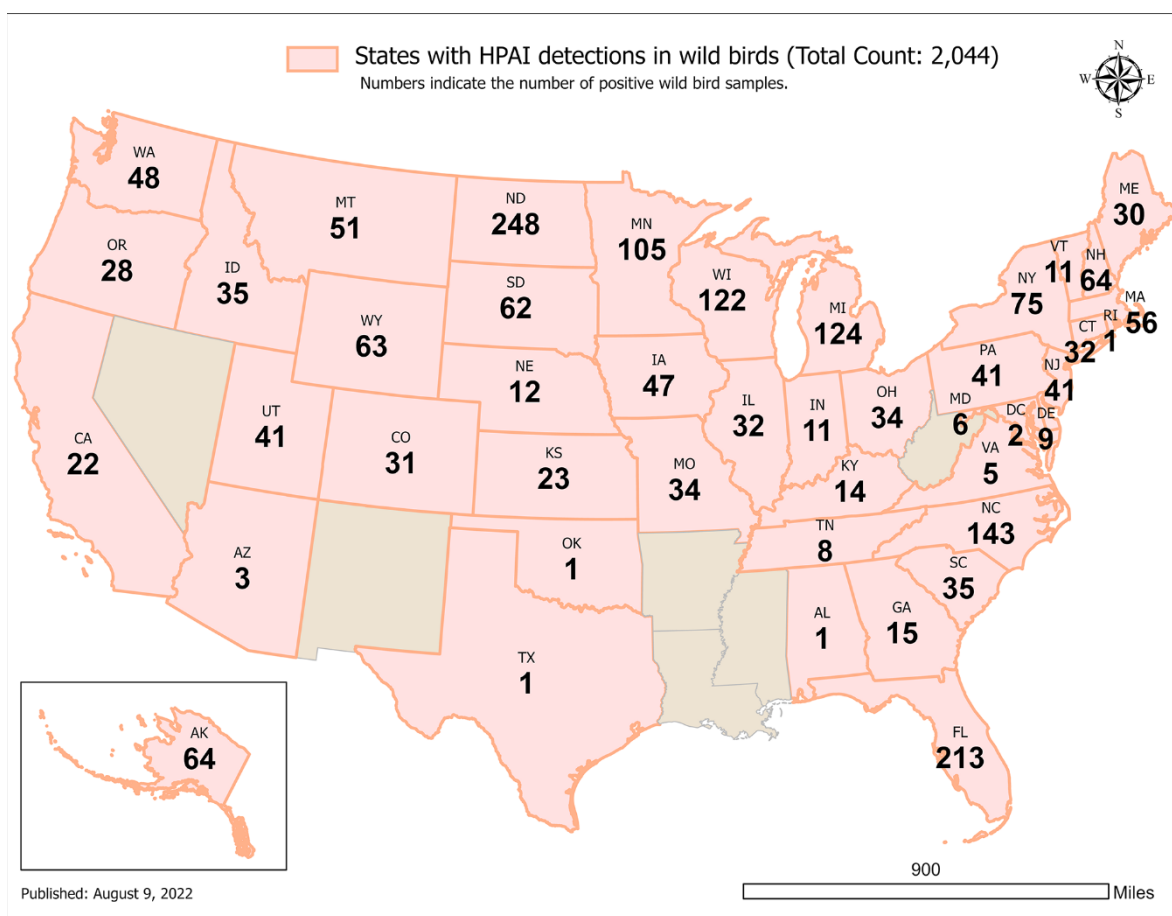 States with HPAI detections in wild birds (Total Count: 2,044)
Numbers indicate the number of positive wild bird samples.
N
W E
S
WA
48
MT
51
ND
248
MN
105
ME
30
OR
28
ID
35
WY
63
SD
62
WI
122
MI
124
NY
75
VT
11
NH
64
MA
56
RI
1
CT
32
NE
12
IA
47
IL
32
IN
11
OH
34
PA
41
NJ
41
MD
6
DC
2
DE
9
CA
22
UT
41
CO
31
KS
23
MO
34
KY
14
VA
5
AZ
3
OK
1
TN
8
NC
143
SC
35
TX
1
AL
1
GA
15
FL
213
AK
64
Published: August 9, 2022
900
Miles